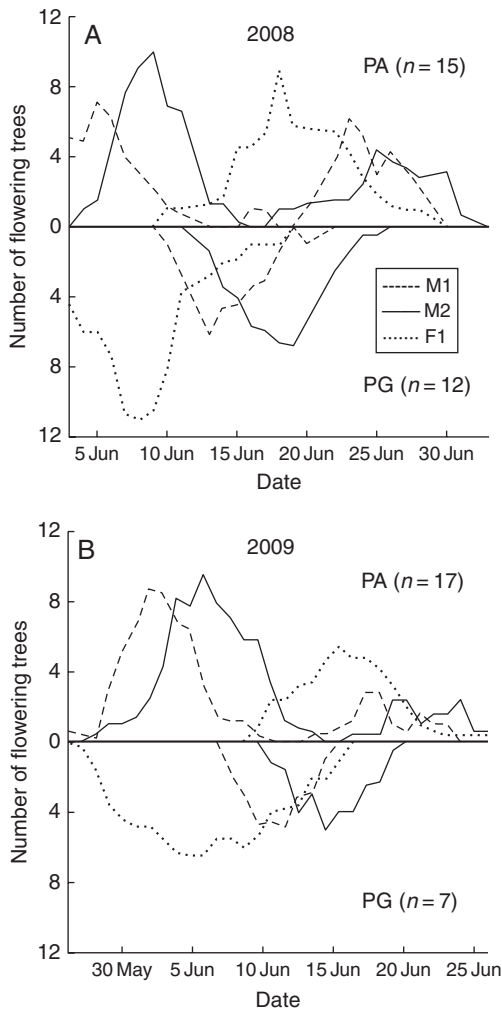 A
2008
PA (n = 15)
12
8
4
0
4
8
12
Number of flowering trees
M1
M2
F1
PG (n = 12)
5 Jun 10 Jun 15 Jun 20 Jun 25 Jun 30 Jun
Date
B
2009
PA (n = 17)
12
8
4
0
4
8
12
Number of flowering trees
PG (n = 7)
30 May 5 Jun 10 Jun 15 Jun 20 Jun 25 Jun
Date